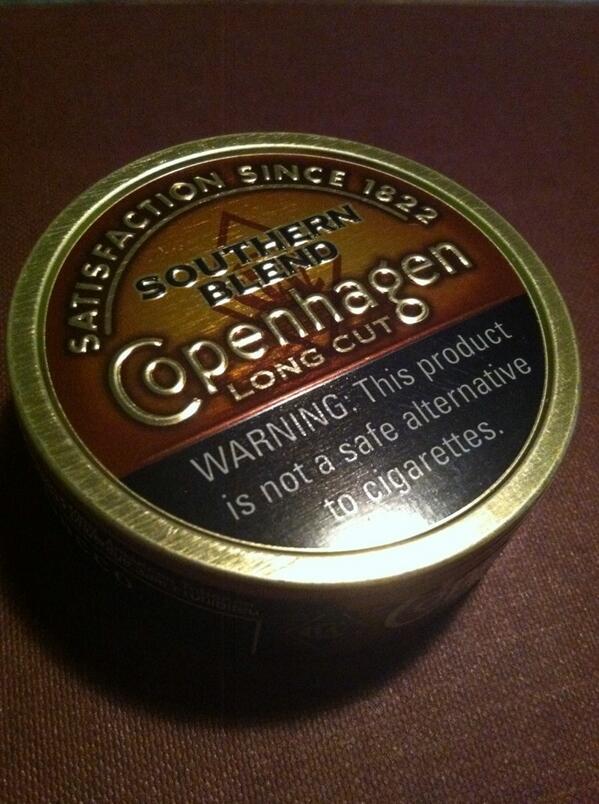 SATISFACTION SINCE 1822
SOUTHERN
BLEND
Copenhagen
LONG CUT
WARNING: This product
is not a safe alternative
to cigarettes.